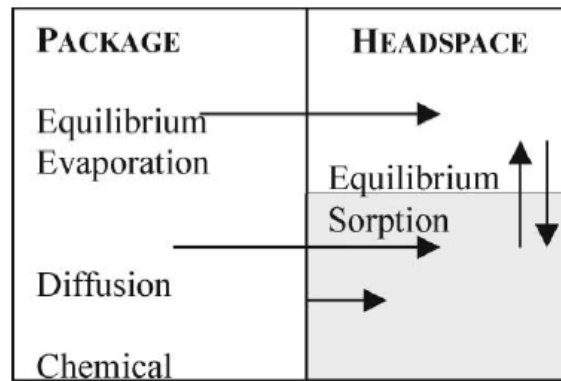 PACKAGE
HEADSPACE
Equilibrium
Evaporation
Equilibrium
Sorption
Diffusion
Chemical